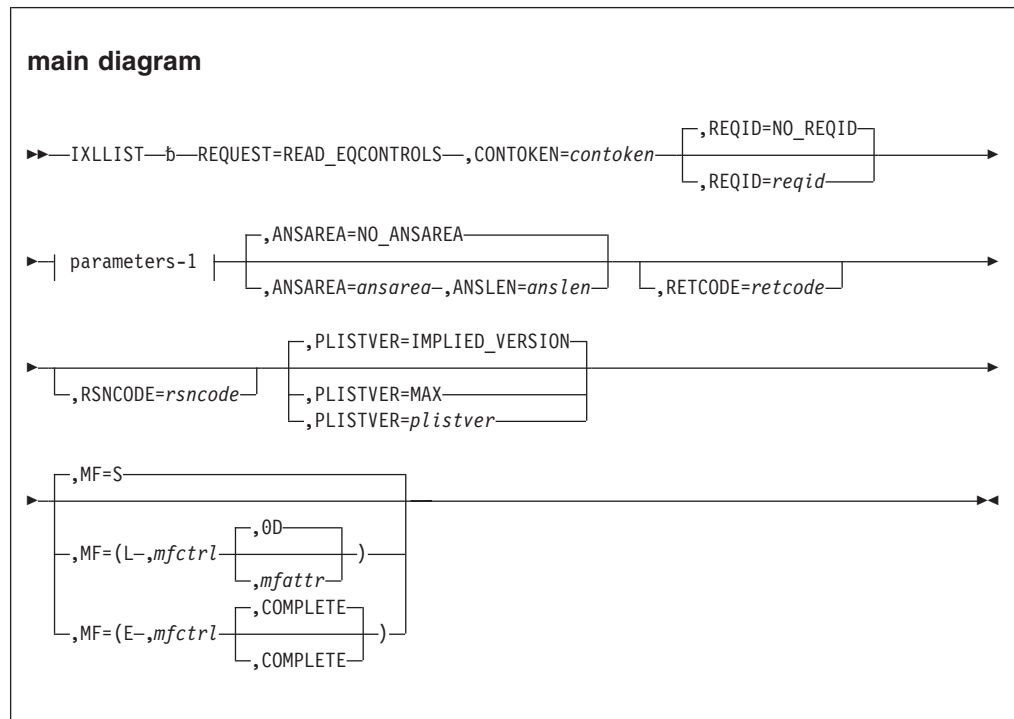 main diagram
,REQID=NO_REQID
IXLLIST ƀ REQUEST=READ_EQCONTROLS ,CONTOKEN=contoken
,REQID=reqid
,ANSAREA=NO_ANSAREA
parameters-1
,ANSAREA=ansarea ,ANSLEN=anslen ,RETCODE=retcode
,PLISTVER=IMPLIED_VERSION
,RSNCODE=rsncode ,PLISTVER=MAX
,PLISTVER=plistver
,MF=S
,0D
,MF=(L ,mfctrl )
,mfattr
,COMPLETE
,MF=(E ,mfctrl )
,COMPLETE